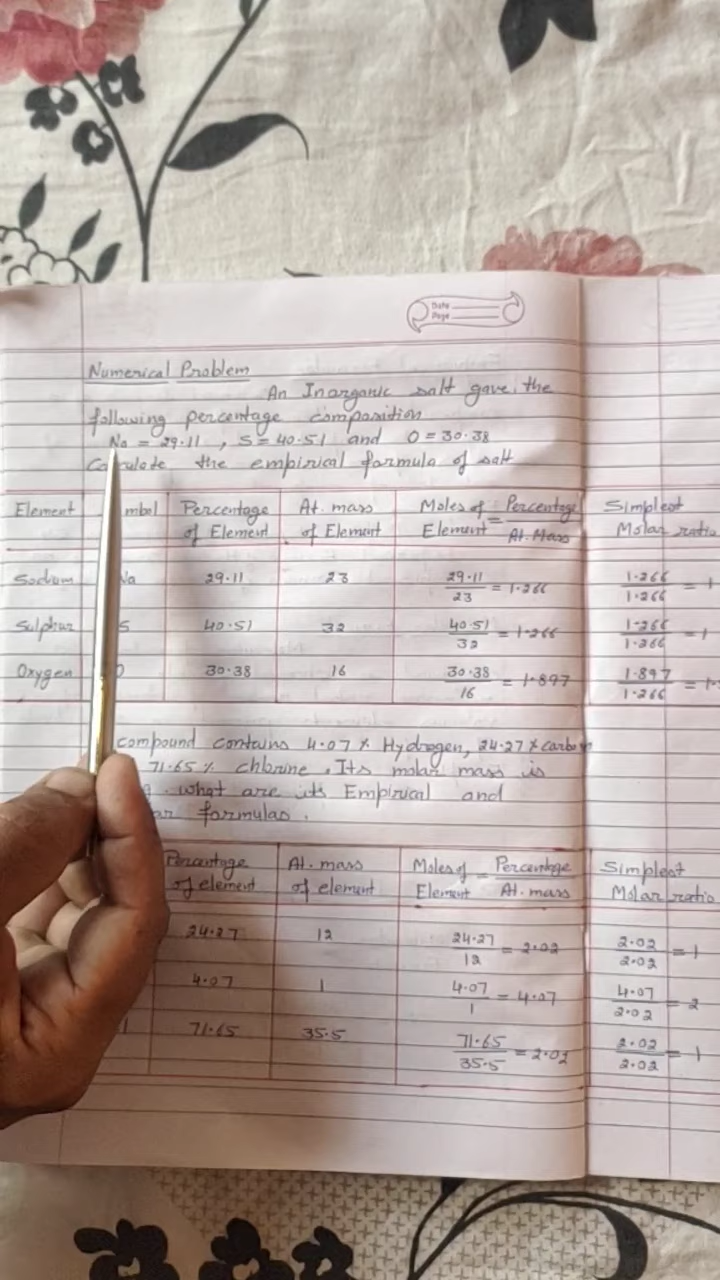 Date
Page
Numerical Problem
An Inorganic salt gave the
following percentage composition
Na = 29.11 , S = 40.51 and O = 30.38
the empirical formula of salt
Element Percentage of Element At. mass of Element Moles of Element = Percentage / At. Mass Simplest Molar ratio
Sodium Na 29.11 23 29.11/23 = 1.266 1.266/1.266 = 1
Sulphur S 40.51 32 40.51/32 = 1.266 1.266/1.266 = 1
Oxygen O 30.38 16 30.38/16 = 1.897 1.897/1.266 =
compound contains 4.07 % Hydrogen, 24.27 % carbon
71.65 % chlorine . Its molar mass is
. what are its Empirical and
formulas .
Percentage of element At. mass of element Moles of Element = Percentage / At. mass Simplest Molar ratio
24.27 12 24.27/12 = 2.02 2.02/2.02 = 1
4.07 1 4.07/1 = 4.07 4.07/2.02 = 2
71.65 35.5 71.65/35.5 = 2.02 2.02/2.02 = 1